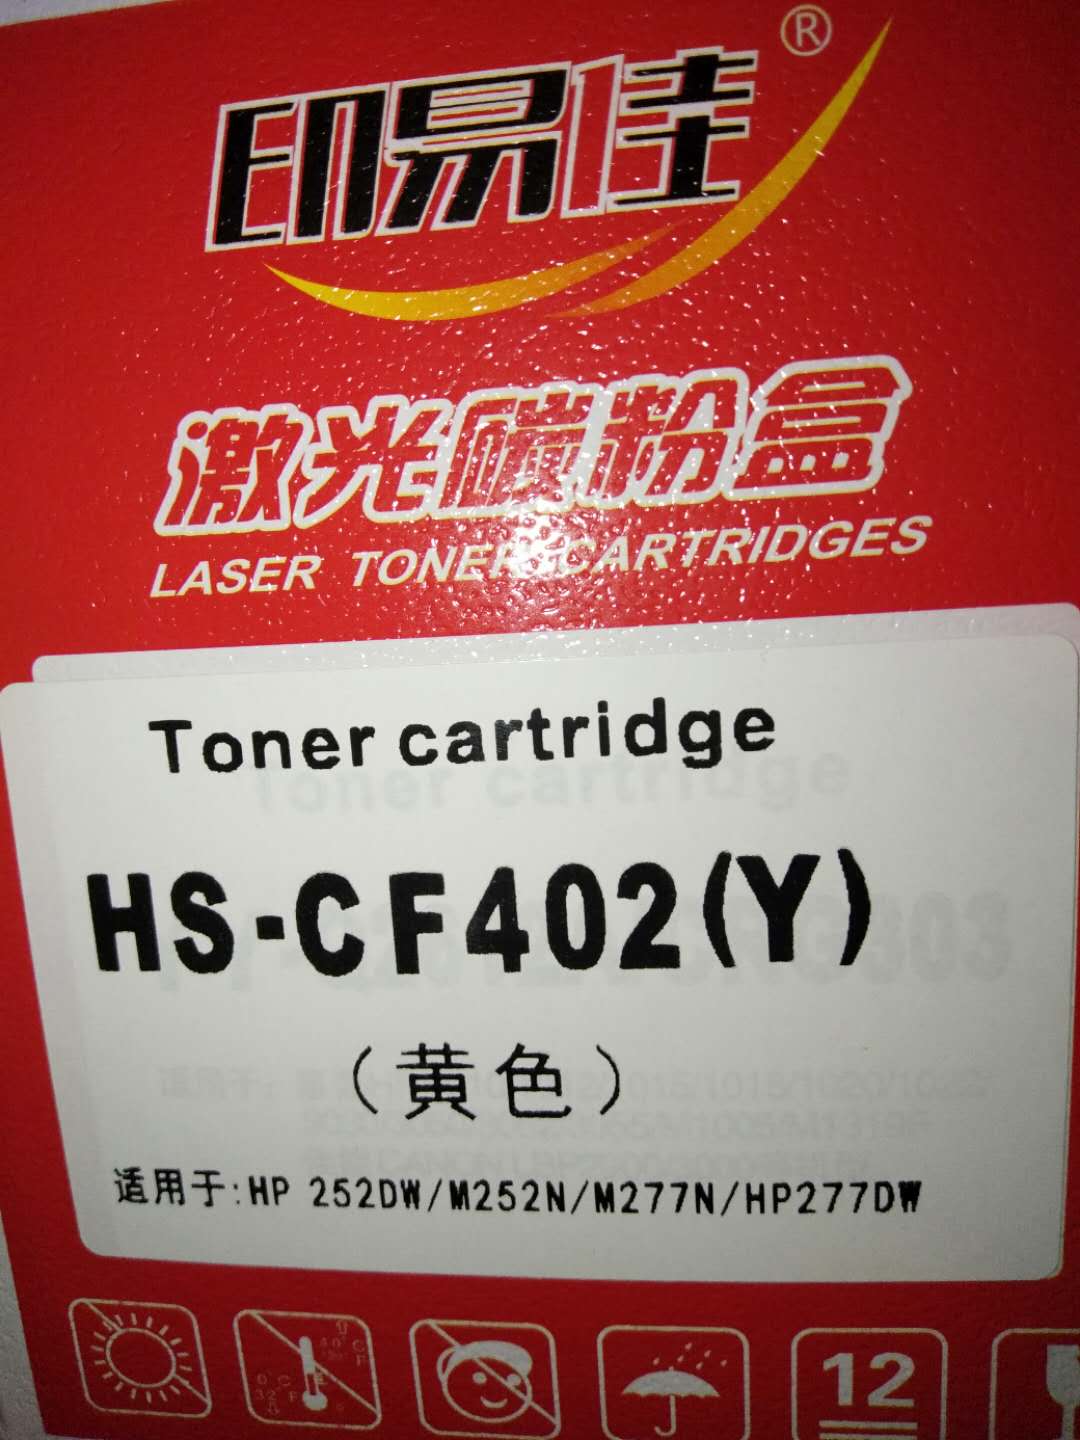 印易佳®
激光碳粉盒
LASER TONER CARTRIDGES
Toner cartridge
HS-CF402(Y)
（黄色）
适用于:HP 252DW/M252N/M277N/HP277DW
12